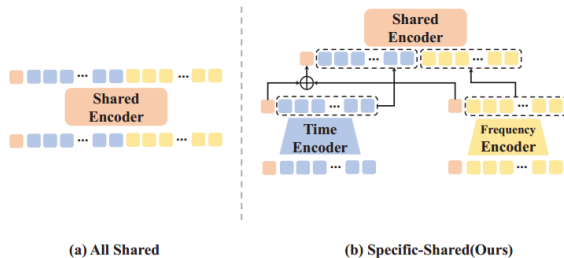 Shared
Encoder
Shared
Encoder
Time
Encoder
Frequency
Encoder
(a) All Shared
(b) Specific-Shared(Ours)